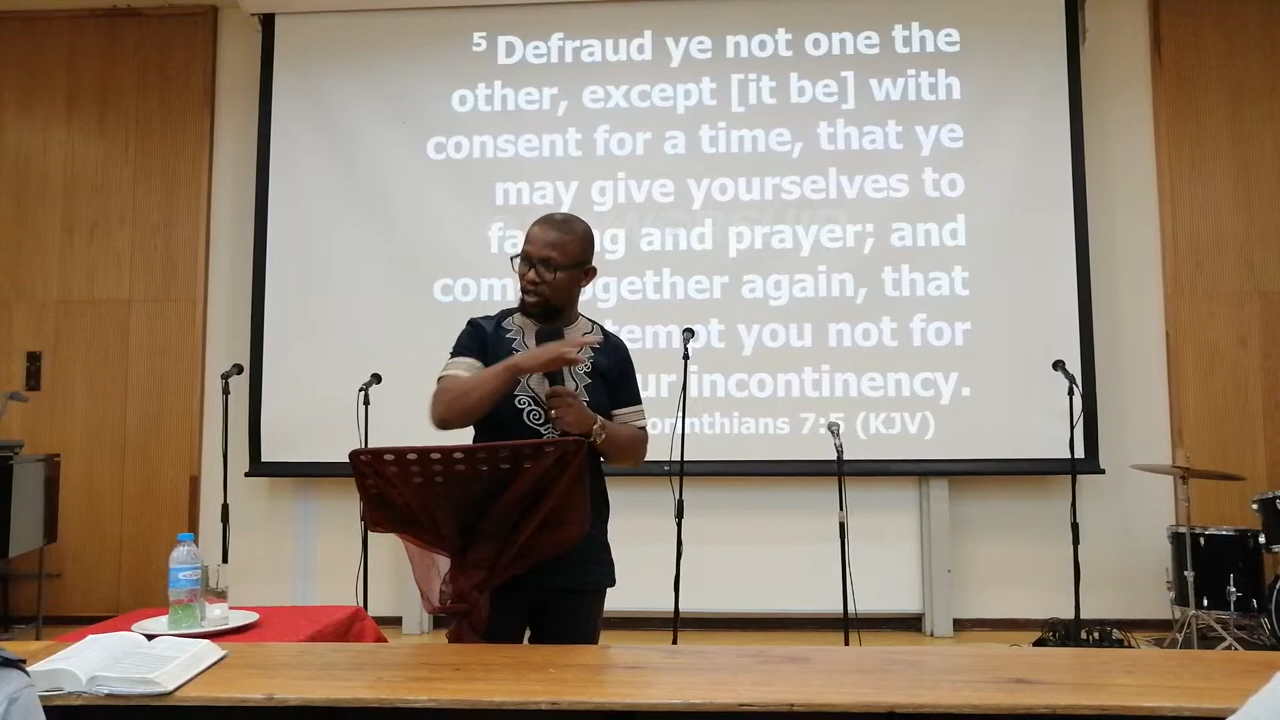 5 Defraud ye not one the
other, except [it be] with
consent for a time, that ye
may give yourselves to
and prayer; and
again, that
you not for
incontinency.
7:5 (KJV)